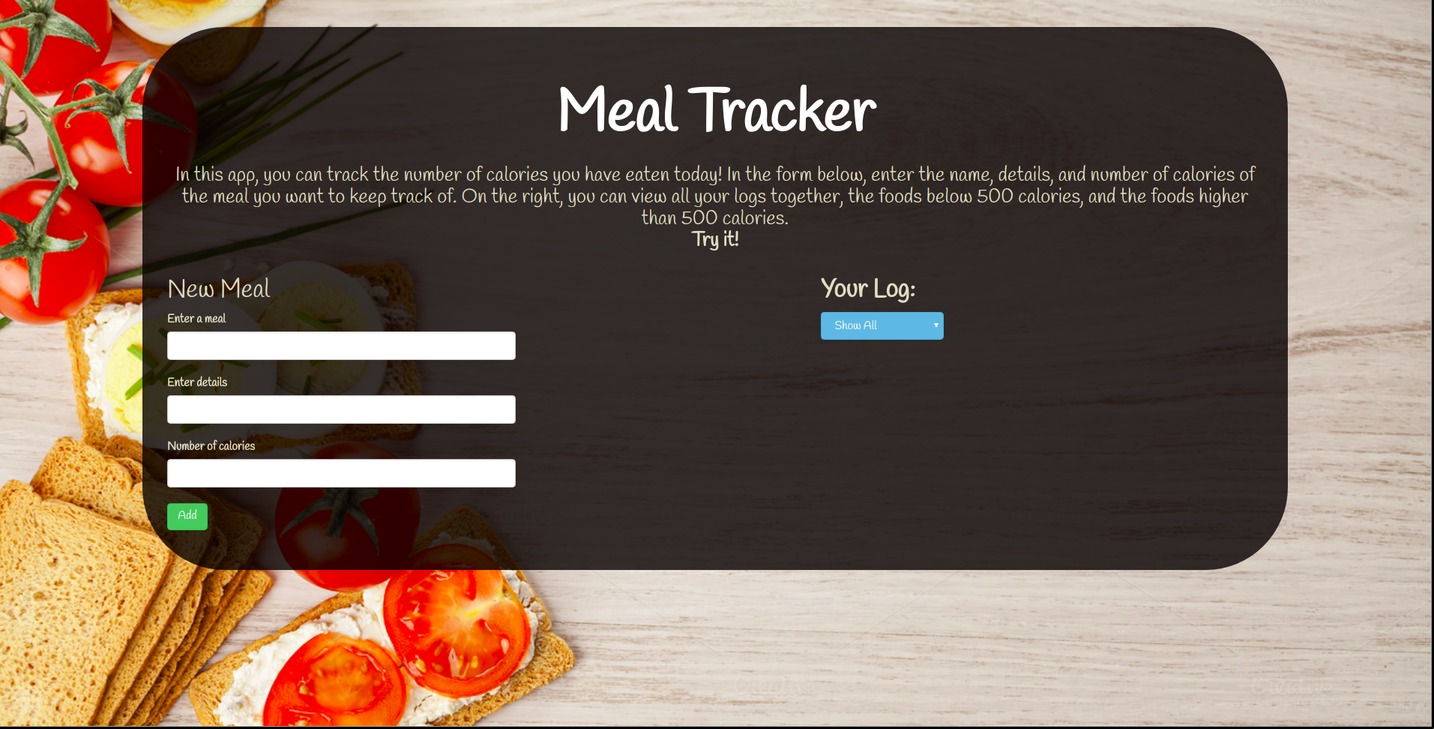 Meal Tracker
In this app, you can track the number of calories you have eaten today! In the form below, enter the name, details, and number of calories of
the meal you want to keep track of. On the right, you can view all your logs together, the foods below 500 calories, and the foods higher
than 500 calories.
Try it!
New Meal
Enter a meal
Enter details
Number of calories
Add
Your Log:
Show All